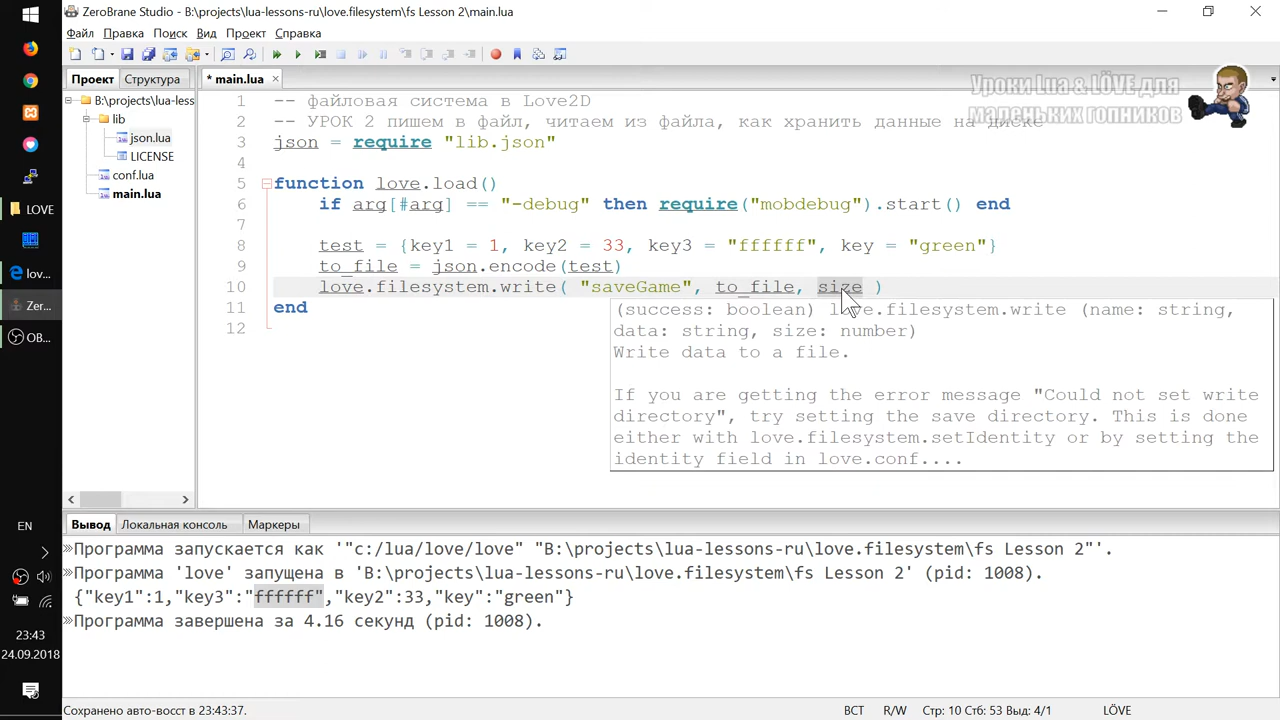 ZeroBrane Studio - B:\projects\lua-lessons-ru\love.filesystem\fs Lesson 2\main.lua
Файл Правка Поиск Вид Проект Справка
Проект Структура
* main.lua
Уроки Lua & LÖVE для
маленьких гопников
B:\projects\lua-less
lib
json.lua
LICENSE
conf.lua
main.lua
1 -- файловая система в Love2D
2 -- УРОК 2 пишем в файл, читаем из файла, как хранить данные на диске
3 json = require "lib.json"
4
5 function love.load()
6 if arg[#arg] == "-debug" then require("mobdebug").start() end
7
8 test = {key1 = 1, key2 = 33, key3 = "ffffff", key = "green"}
9 to_file = json.encode(test)
10 love.filesystem.write( "saveGame", to_file, size )
11 end
12
(success: boolean) love.filesystem.write (name: string,
data: string, size: number)
Write data to a file.
If you are getting the error message "Could not set write
directory", try setting the save directory. This is done
either with love.filesystem.setIdentity or by setting the
identity field in love.conf....
LOVE
lov...
Zer...
OB...
EN
23:43
24.09.2018
Вывод Локальная консоль Маркеры
Программа запускается как '"c:/lua/love/love" "B:\projects\lua-lessons-ru\love.filesystem\fs Lesson 2"'.
Программа 'love' запущена в 'B:\projects\lua-lessons-ru\love.filesystem\fs Lesson 2' (pid: 1008).
{"key1":1,"key3":"ffffff","key2":33,"key":"green"}
Программа завершена за 4.16 секунд (pid: 1008).
Сохранено авто-восст в 23:43:37.
ВСТ R/W Стр: 10 Стб: 53 Выд: 4/1 LÖVE